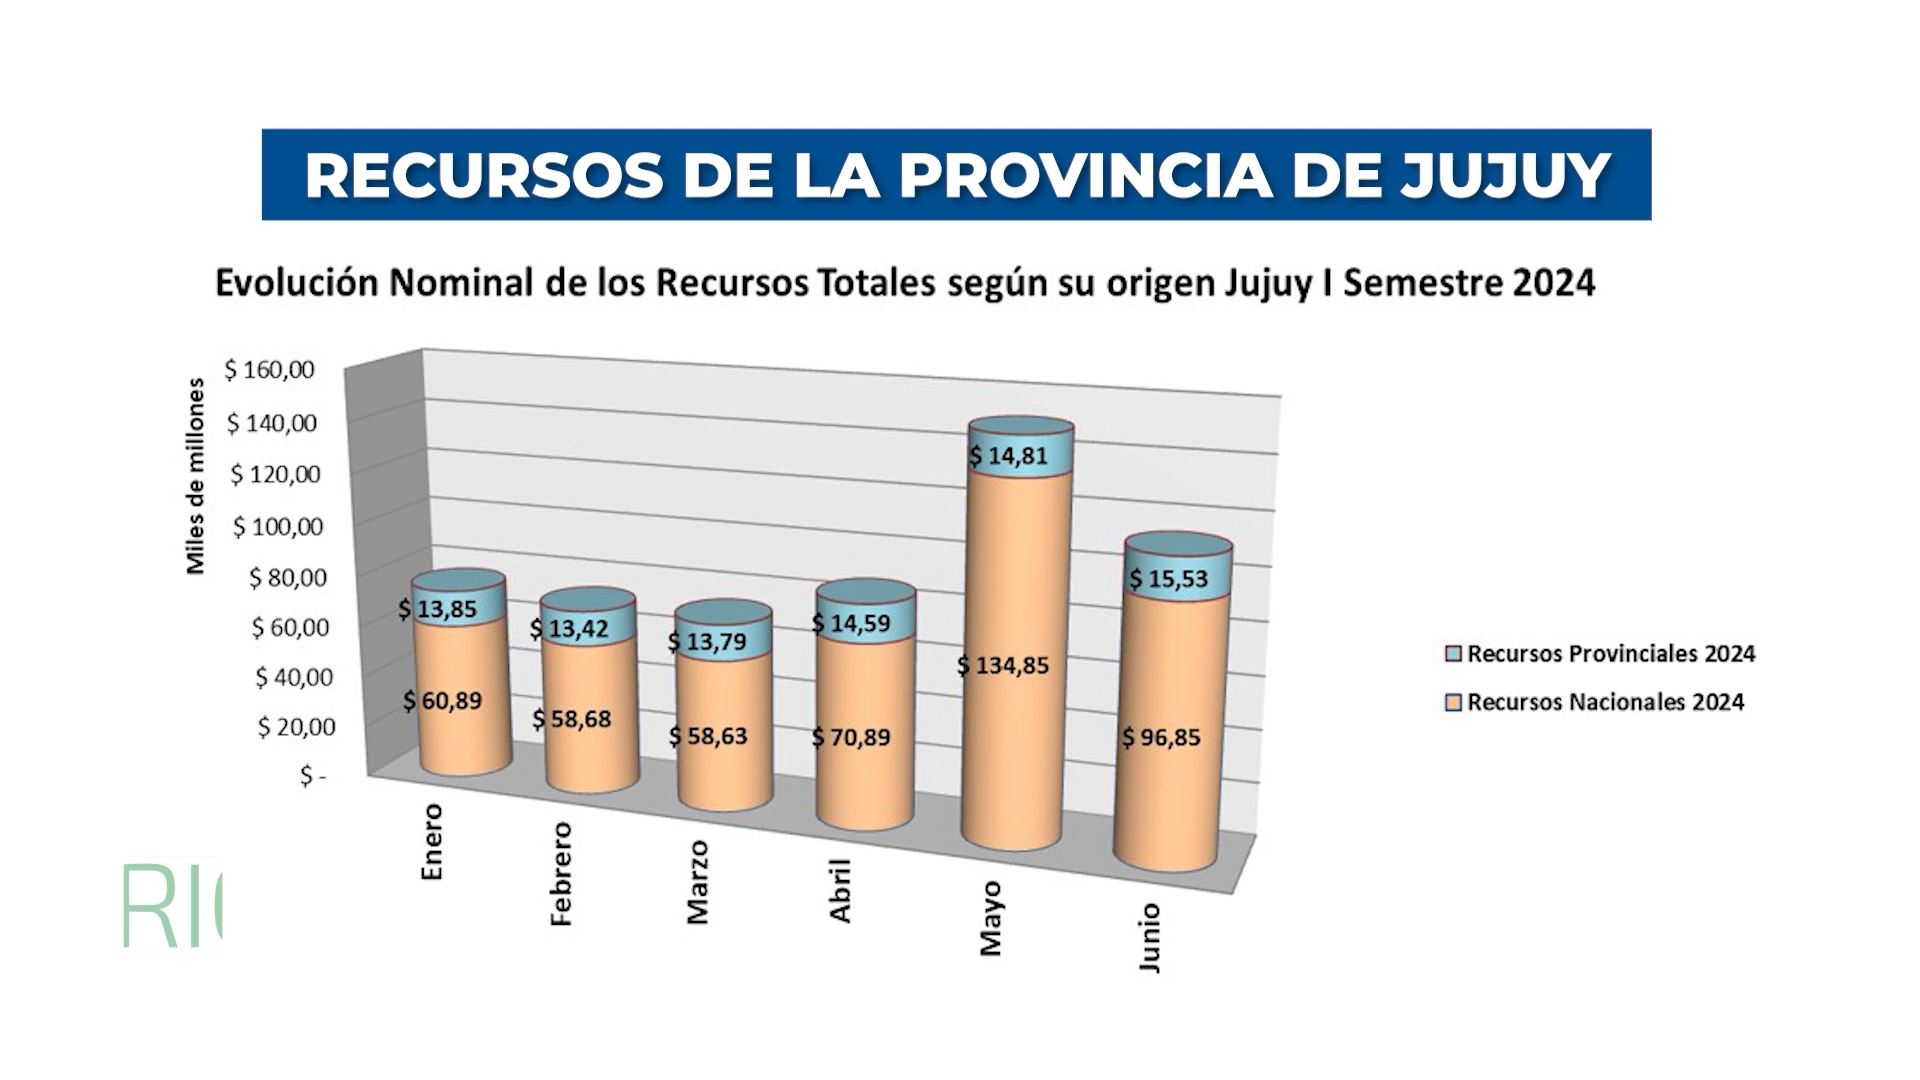 RECURSOS DE LA PROVINCIA DE JUJUY
Evolución Nominal de los Recursos Totales según su origen Jujuy I Semestre 2024
Miles de millones
$ 160,00
$ 140,00
$ 120,00
$ 100,00
$ 80,00
$ 60,00
$ 40,00
$ 20,00
$ -
$ 13,85
$ 13,42
$ 13,79
$ 14,59
$ 14,81
$ 15,53
$ 60,89
$ 58,68
$ 58,63
$ 70,89
$ 134,85
$ 96,85
Enero
Febrero
Marzo
Abril
Mayo
Junio
Recursos Provinciales 2024
Recursos Nacionales 2024